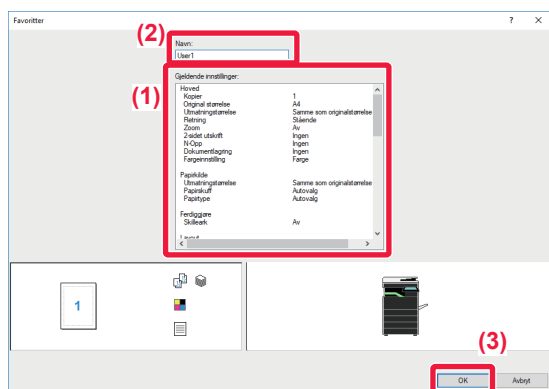 Favoritter ? ×
(2)
Navn:
User1
(1)
Gjeldende innstillinger:
Hoved
Kopier 1
Original størrelse A4
Utmatningstørrelse Samme som originalstørrelse
Retning Stående
Zoom Av
2-sidet utskrift Ingen
N-Opp Ingen
Dokumentlagring Ingen
Fargeinnstilling Farge
Papirkilde
Utmatningstørrelse Samme som originalstørrelse
Papirskuff Autovalg
Papirtype Autovalg
Ferdiggjøre
Skilleark Av
1
(3)
OK Avbryt